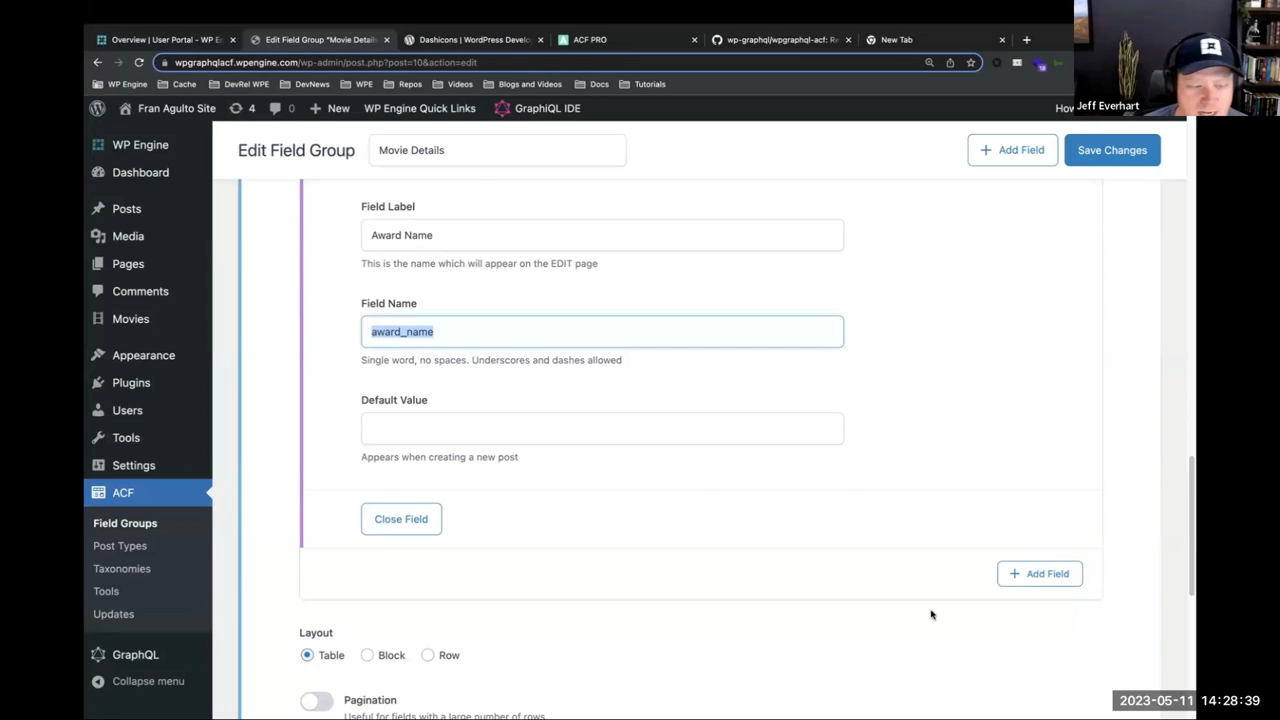 Overview | User Portal - WP E
Edit Field Group "Movie Details
Dashicons | WordPress Develo
ACF PRO
wp-graphql/wpgraphql-acf: Re
New Tab
wpgraphqlacf.wpengine.com/wp-admin/post.php?post=10&action=edit
WP Engine
Cache
DevRel WPE
DevNews
WPE
Repos
Videos
Blogs and Videos
Docs
Tutorials
Fran Agulto Site
4
0
New
WP Engine Quick Links
GraphiQL IDE
How
Jeff Everhart
WP Engine
Dashboard
Posts
Media
Pages
Comments
Movies
Appearance
Plugins
Users
Tools
Settings
ACF
Field Groups
Post Types
Taxonomies
Tools
Updates
GraphQL
Collapse menu
Edit Field Group
Movie Details
+ Add Field
Save Changes
Field Label
Award Name
This is the name which will appear on the EDIT page
Field Name
award_name
Single word, no spaces. Underscores and dashes allowed
Default Value
Appears when creating a new post
Close Field
+ Add Field
Layout
Table
Block
Row
Pagination
Useful for fields with a large number of rows.
2023-05-11 14:28:39